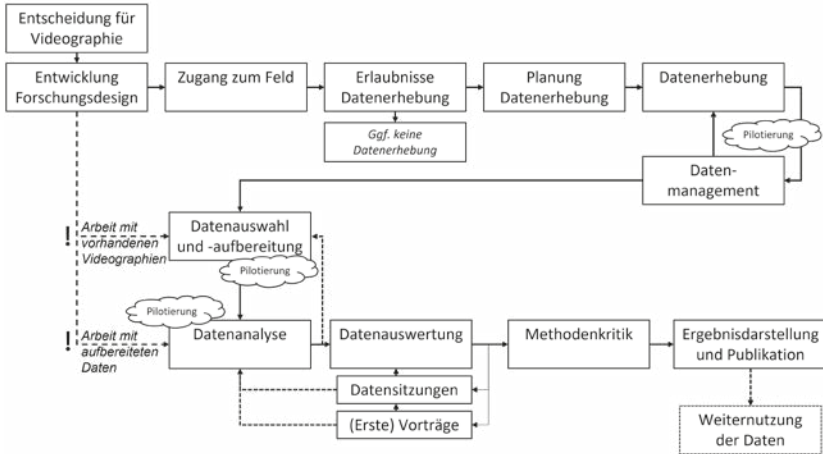 Entscheidung für
Videographie
Entwicklung
Forschungsdesign
Zugang zum Feld
Erlaubnisse
Datenerhebung
Planung
Datenerhebung
Datenerhebung
Ggf. keine
Datenerhebung
Pilotierung
Daten-
management
! Arbeit mit
vorhandenen
Videographien
Datenauswahl
und -aufbereitung
Pilotierung
Pilotierung
! Arbeit mit
aufbereiteten
Daten
Datenanalyse
Datenauswertung
Methodenkritik
Ergebnisdarstellung
und Publikation
Datensitzungen
(Erste) Vorträge
Weiternutzung
der Daten